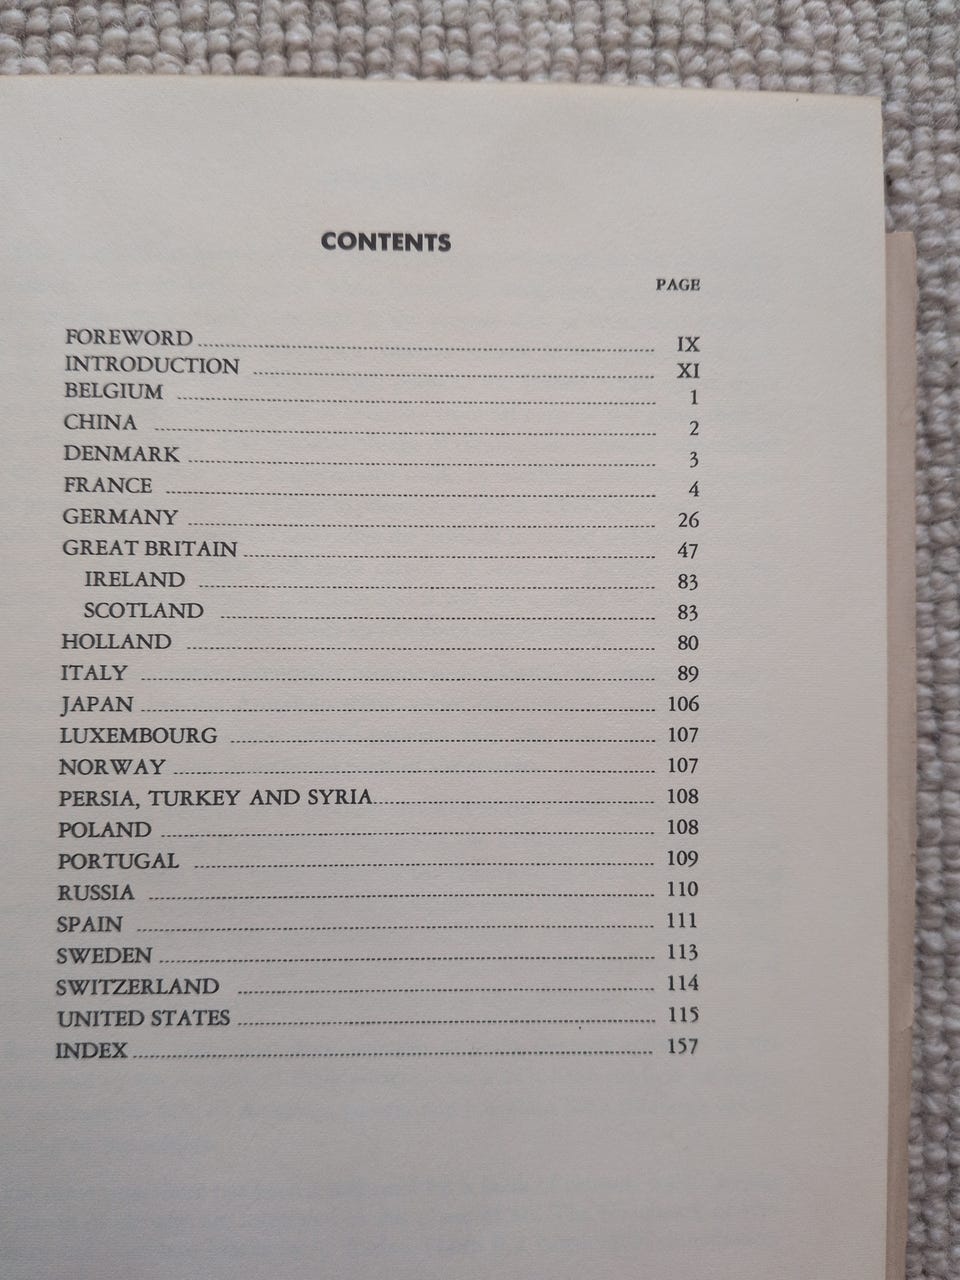 CONTENTS
PAGE
FOREWORD IX
INTRODUCTION XI
BELGIUM 1
CHINA 2
DENMARK 3
FRANCE 4
GERMANY 26
GREAT BRITAIN 47
IRELAND 83
SCOTLAND 83
HOLLAND 80
ITALY 89
JAPAN 106
LUXEMBOURG 107
NORWAY 107
PERSIA, TURKEY AND SYRIA 108
POLAND 108
PORTUGAL 109
RUSSIA 110
SPAIN 111
SWEDEN 113
SWITZERLAND 114
UNITED STATES 115
INDEX 157